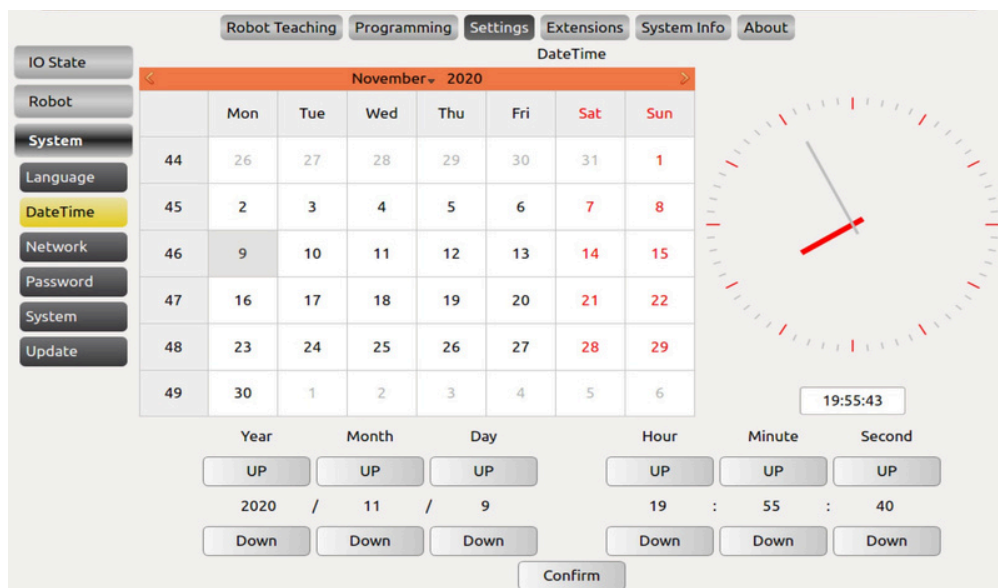 Robot Teaching Programming Settings Extensions System Info About
DateTime
IO State
Robot
System
Language
DateTime
Network
Password
System
Update
November 2020
Mon Tue Wed Thu Fri Sat Sun
44 26 27 28 29 30 31 1
45 2 3 4 5 6 7 8
46 9 10 11 12 13 14 15
47 16 17 18 19 20 21 22
48 23 24 25 26 27 28 29
49 30 1 2 3 4 5 6
19:55:43
Year Month Day Hour Minute Second
UP UP UP UP UP UP
2020 / 11 / 9 19 : 55 : 40
Down Down Down Down Down Down
Confirm